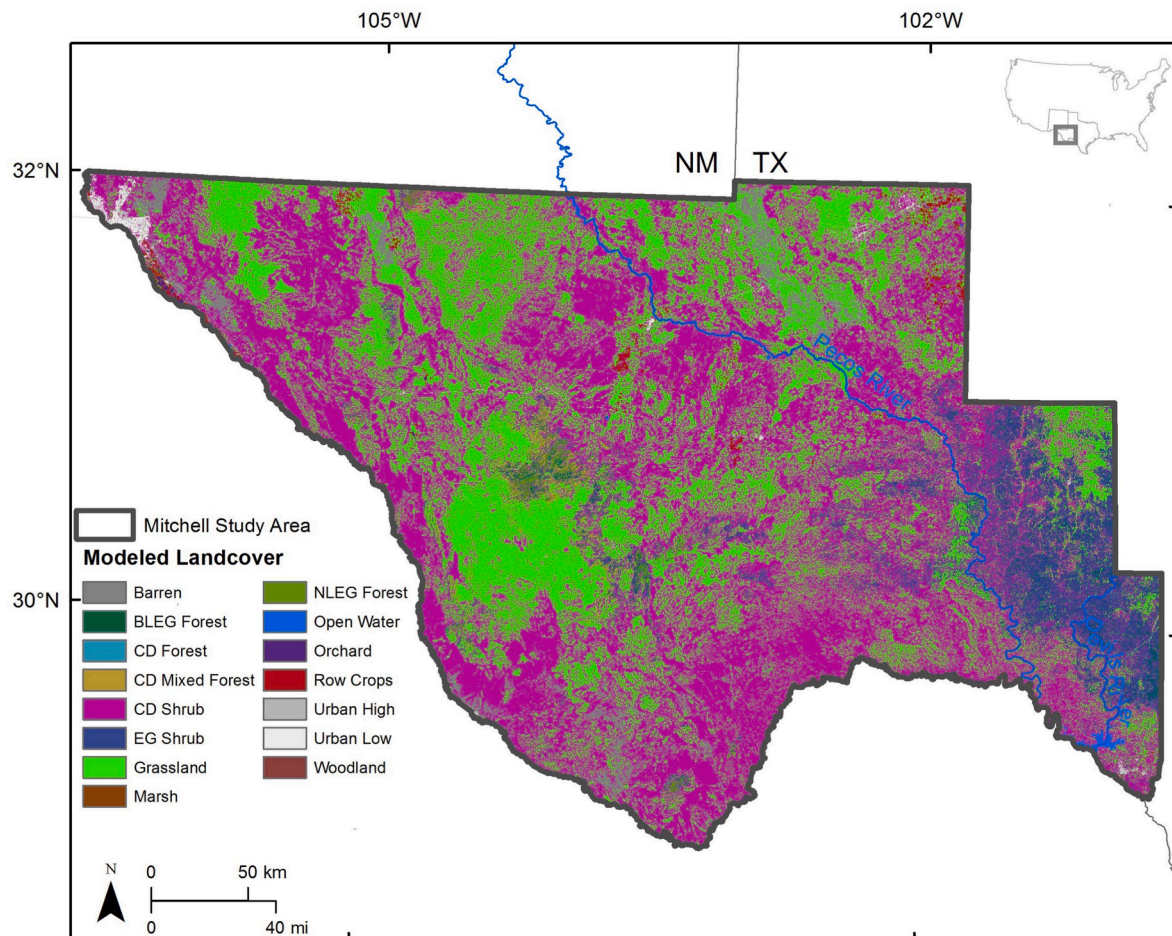 105°W 102°W
32°N
NM TX
Pecos River
Mitchell Study Area
Modeled Landcover
Barren NLEG Forest
30°N
BLEG Forest Open Water
CD Forest Orchard
CD Mixed Forest Row Crops
CD Shrub Urban High
EG Shrub Urban Low
Grassland Woodland
Marsh
N
0 50 km
0 40 mi